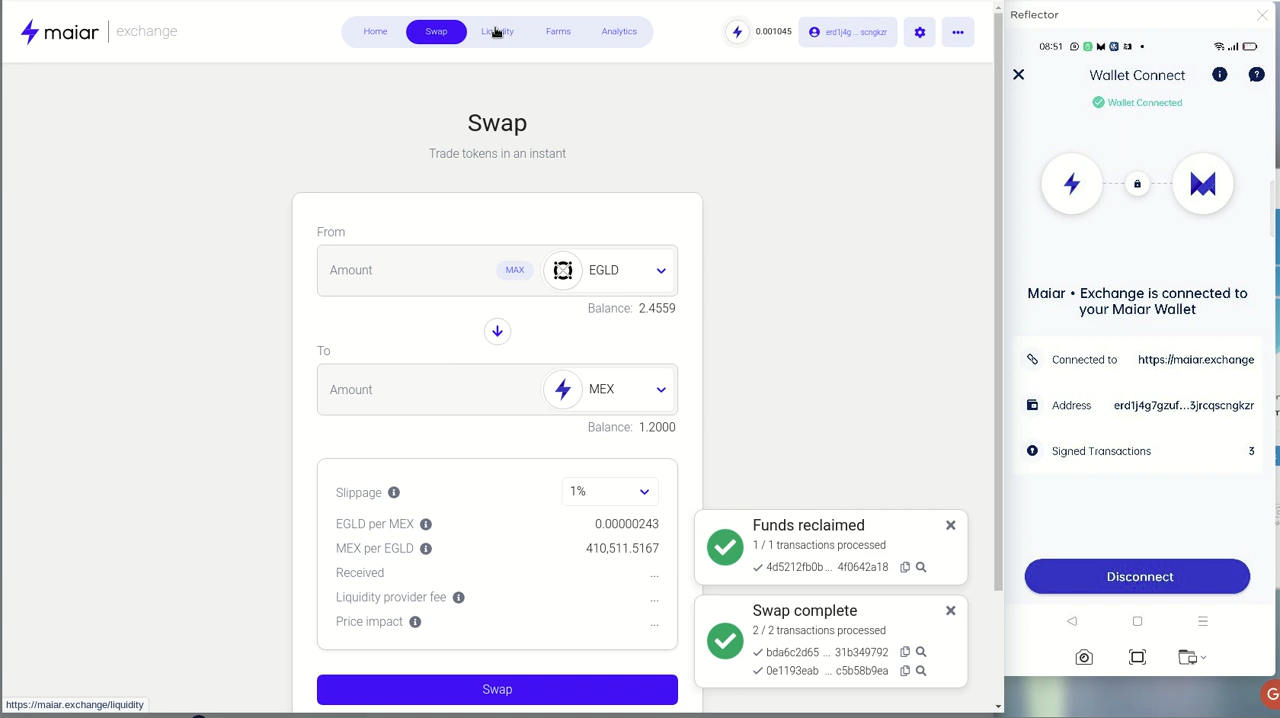 maiar | exchange
Home
Swap
Liquidity
Farms
Analytics
0.001045
erd1j4g ... scngkzr
Swap
Trade tokens in an instant
From
Amount
MAX
EGLD
Balance: 2.4559
To
Amount
MEX
Balance: 1.2000
Slippage
1%
EGLD per MEX
0.00000243
MEX per EGLD
410,511.5167
Received
...
Liquidity provider fee
...
Price impact
...
Swap
Funds reclaimed
1 / 1 transactions processed
4d5212fb0b ... 4f0642a18
Swap complete
2 / 2 transactions processed
bda6c2d65 ... 31b349792
0e1193eab ... c5b58b9ea
https://maiar.exchange/liquidity
Reflector
08:51
Wallet Connect
Wallet Connected
Maiar • Exchange is connected to
your Maiar Wallet
Connected to
https://maiar.exchange
Address
erd1j4g7gzuf...3jrcqscngkzr
Signed Transactions
3
Disconnect
G